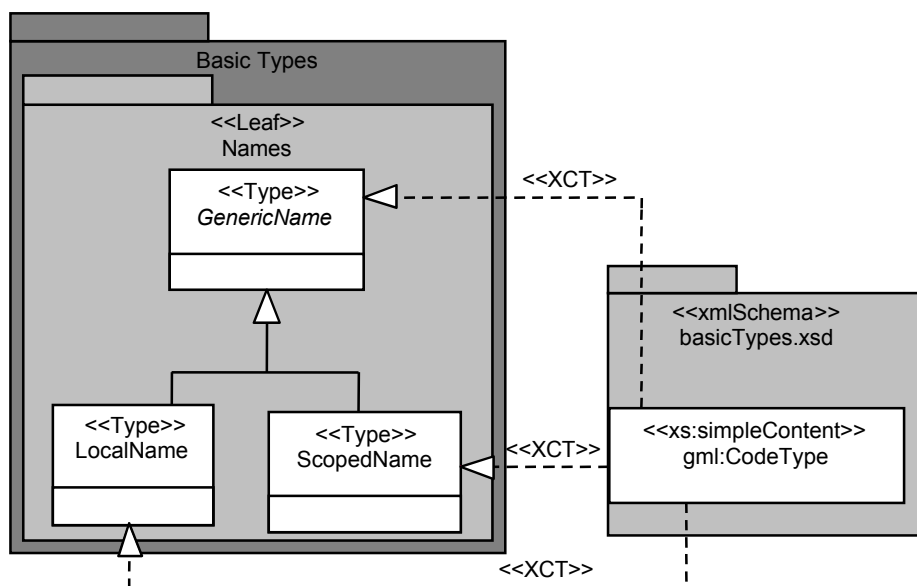 Basic Types
<<Leaf>>
Names
<<Type>>
GenericName
<<XCT>>
<<xmlSchema>>
basicTypes.xsd
<<Type>>
LocalName
<<Type>>
ScopedName
<<XCT>>
<<xs:simpleContent>>
gml:CodeType
<<XCT>>